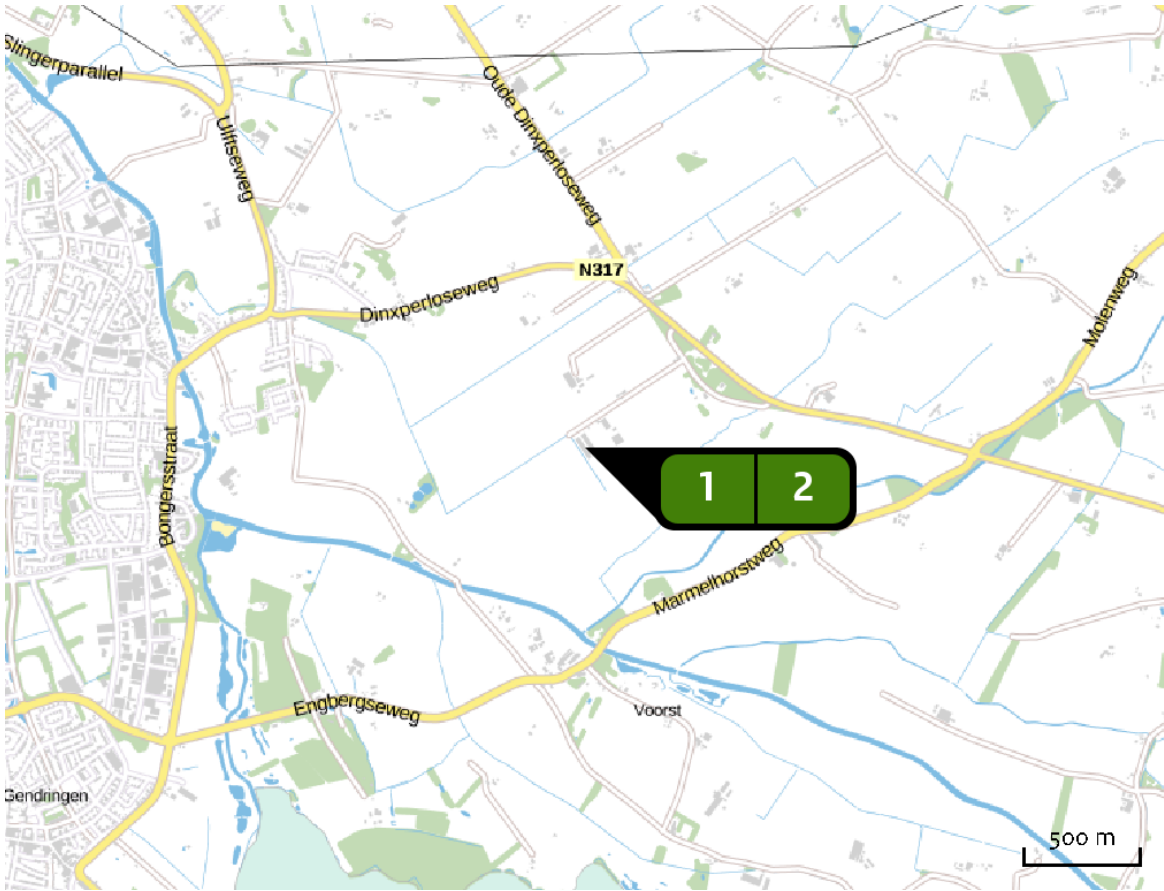 Slingerparallel
Ulftseweg
Oude Dinxperloseweg
N317
Dinxperloseweg
Molenweg
Bongersstraat
1 2
Marmelhorstweg
Engbergseweg
Voorst
Gendringen
500 m